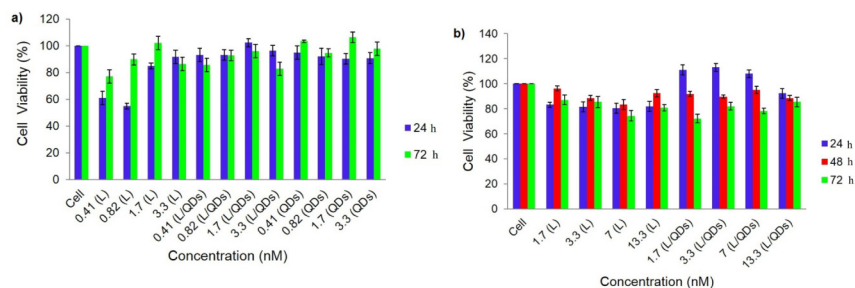 a)
120
100
80
60
40
20
0
Cell Viability (%)
Cell
0.41 (L)
0.82 (L)
1.7 (L)
3.3 (L)
0.41 (L/QDs)
0.82 (L/QDs)
1.7 (L/QDs)
3.3 (L/QDs)
0.41 (QDs)
0.82 (QDs)
1.7 (QDs)
3.3 (QDs)
Concentration (nM)
24 h
72 h
b)
140
120
100
80
60
40
20
0
Cell Viability (%)
Cell
1.7 (L)
3.3 (L)
7 (L)
13.3 (L)
1.7 (L/QDs)
3.3 (L/QDs)
7 (L/QDs)
13.3 (L/QDs)
Concentration (nM)
24 h
48 h
72 h